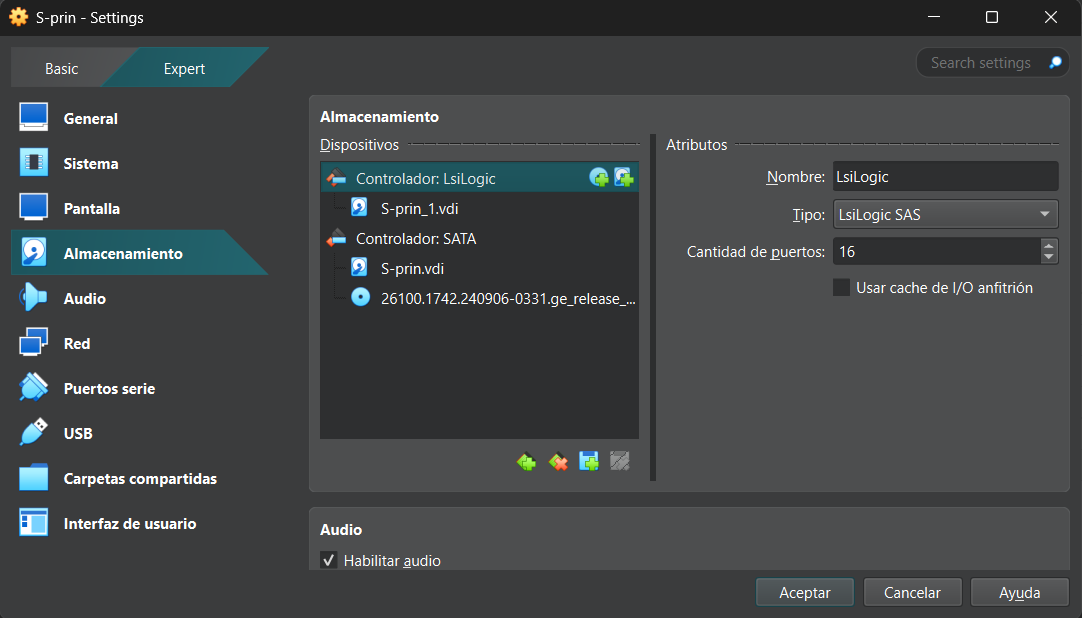 S-prin - Settings
Basic
Expert
Search settings
General
Sistema
Pantalla
Almacenamiento
Audio
Red
Puertos serie
USB
Carpetas compartidas
Interfaz de usuario
Almacenamiento
Dispositivos
Controlador: LsiLogic
S-prin_1.vdi
Controlador: SATA
S-prin.vdi
26100.1742.240906-0331.ge_release_...
Atributos
Nombre: LsiLogic
Tipo: LsiLogic SAS
Cantidad de puertos: 16
Usar cache de I/O anfitrión
Audio
Habilitar audio
Aceptar
Cancelar
Ayuda